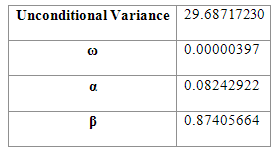 Unconditional Variance 29.68717230
ω 0.00000397
α 0.08242922
β 0.87405664